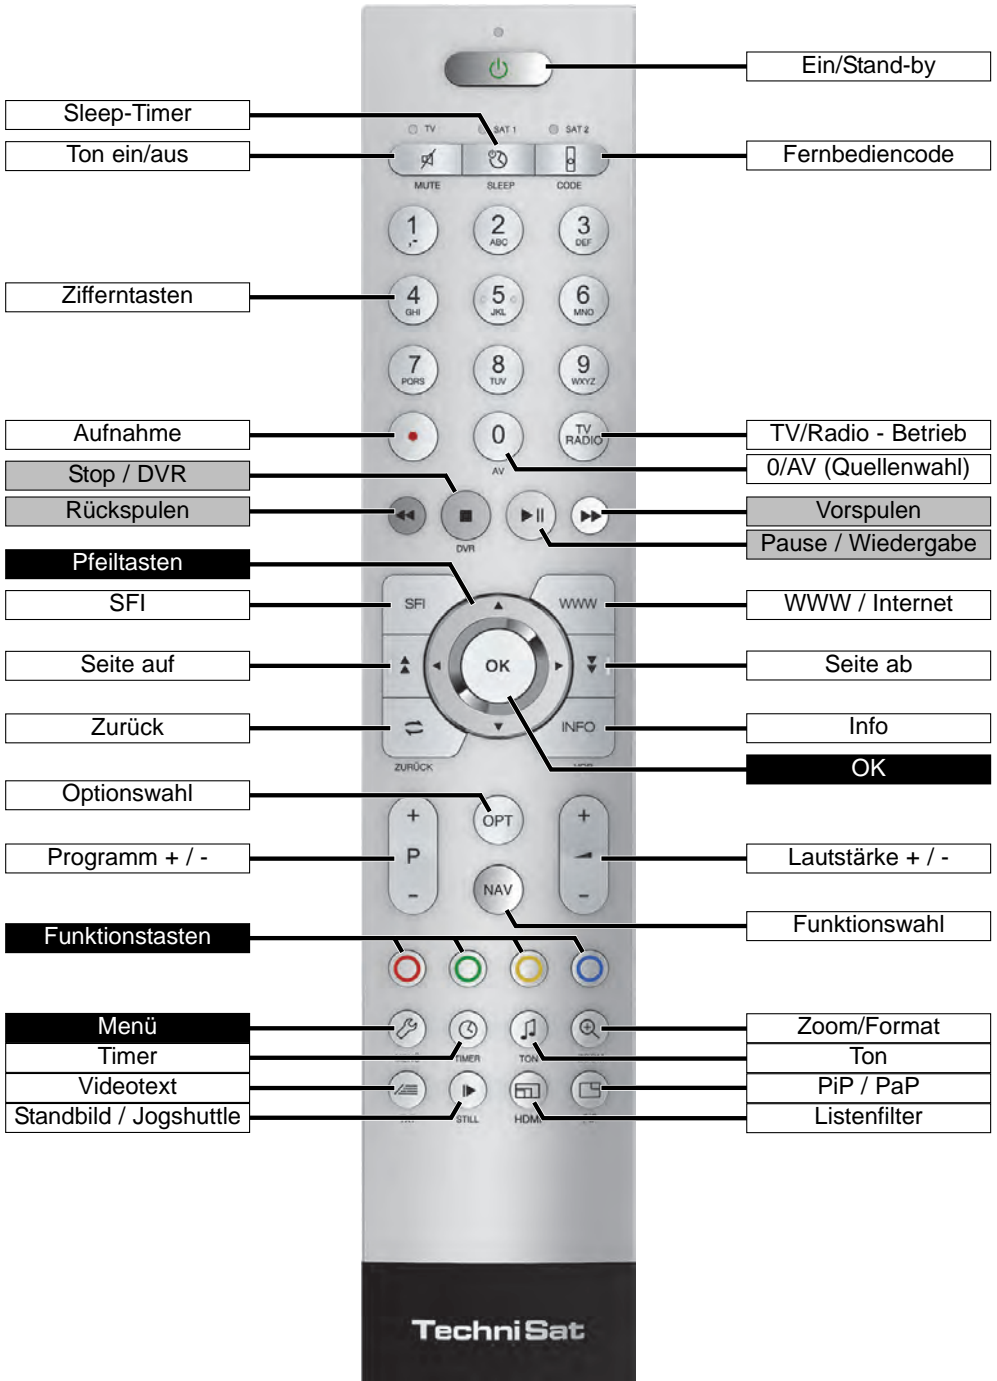 Ein/Stand-by
Sleep-Timer
TV SAT 1 SAT 2
Ton ein/aus
Fernbediencode
MUTE SLEEP CODE
1 2 3
,- ABC DEF
Zifferntasten
4 5 6
GHI JKL MNO
7 8 9
PQRS TUV WXYZ
Aufnahme
0
TV
RADIO
TV/Radio - Betrieb
AV
0/AV (Quellenwahl)
Stop / DVR
Rückspulen
Vorspulen
Pause / Wiedergabe
DVR
Pfeiltasten
SFI
SFI
WWW
WWW / Internet
Seite auf
OK
Seite ab
Zurück
INFO
Info
ZURÜCK
OK
Optionswahl
OPT
+ +
Programm + / -
P
Lautstärke + / -
- -
NAV
Funktionswahl
Funktionstasten
Menü
Zoom/Format
Timer
TIMER TON
Ton
Videotext
PiP / PaP
Standbild / Jogshuttle
STILL HDMI
Listenfilter
TechniSat